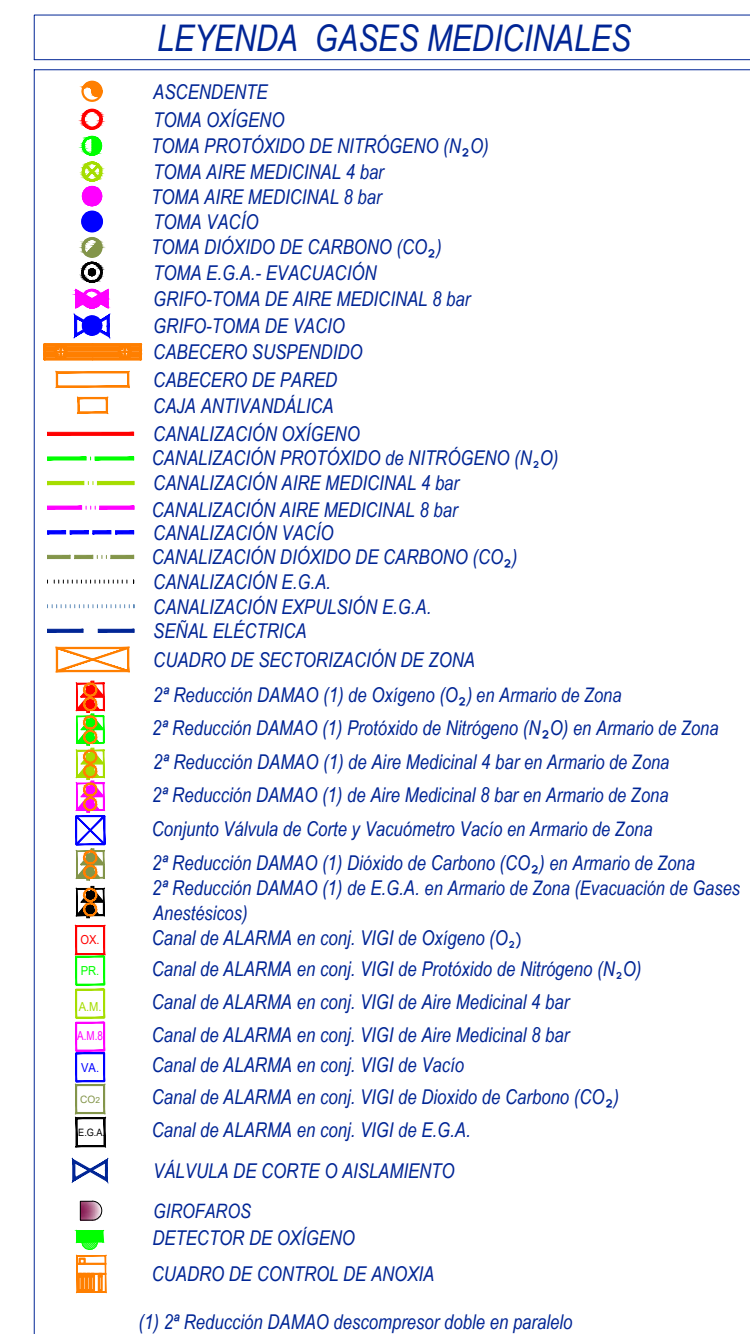 LEYENDA GASES MEDICINALES
ASCENDENTE
TOMA OXÍGENO
TOMA PROTÓXIDO DE NITRÓGENO (N₂O)
TOMA AIRE MEDICINAL 4 bar
TOMA AIRE MEDICINAL 8 bar
TOMA VACÍO
TOMA DIÓXIDO DE CARBONO (CO₂)
TOMA E.G.A.- EVACUACIÓN
GRIFO-TOMA DE AIRE MEDICINAL 8 bar
GRIFO-TOMA DE VACIO
CABECERO SUSPENDIDO
CABECERO DE PARED
CAJA ANTIVANDÁLICA
CANALIZACIÓN OXÍGENO
CANALIZACIÓN PROTÓXIDO de NITRÓGENO (N₂O)
CANALIZACIÓN AIRE MEDICINAL 4 bar
CANALIZACIÓN AIRE MEDICINAL 8 bar
CANALIZACIÓN VACÍO
CANALIZACIÓN DIÓXIDO DE CARBONO (CO₂)
CANALIZACIÓN E.G.A.
CANALIZACIÓN EXPULSIÓN E.G.A.
SEÑAL ELÉCTRICA
CUADRO DE SECTORIZACIÓN DE ZONA
2ª Reducción DAMAO (1) de Oxígeno (O₂) en Armario de Zona
2ª Reducción DAMAO (1) Protóxido de Nitrógeno (N₂O) en Armario de Zona
2ª Reducción DAMAO (1) de Aire Medicinal 4 bar en Armario de Zona
2ª Reducción DAMAO (1) de Aire Medicinal 8 bar en Armario de Zona
Conjunto Válvula de Corte y Vacuómetro Vacío en Armario de Zona
2ª Reducción DAMAO (1) Dióxido de Carbono (CO₂) en Armario de Zona
2ª Reducción DAMAO (1) de E.G.A. en Armario de Zona (Evacuación de Gases
Anestésicos)
OX. Canal de ALARMA en conj. VIGI de Oxígeno (O₂)
PR. Canal de ALARMA en conj. VIGI de Protóxido de Nitrógeno (N₂O)
A.M. Canal de ALARMA en conj. VIGI de Aire Medicinal 4 bar
A.M.8 Canal de ALARMA en conj. VIGI de Aire Medicinal 8 bar
VA. Canal de ALARMA en conj. VIGI de Vacío
CO₂ Canal de ALARMA en conj. VIGI de Dioxido de Carbono (CO₂)
E.G.A. Canal de ALARMA en conj. VIGI de E.G.A.
VÁLVULA DE CORTE O AISLAMIENTO
GIROFAROS
DETECTOR DE OXÍGENO
CUADRO DE CONTROL DE ANOXIA
(1) 2ª Reducción DAMAO descompresor doble en paralelo